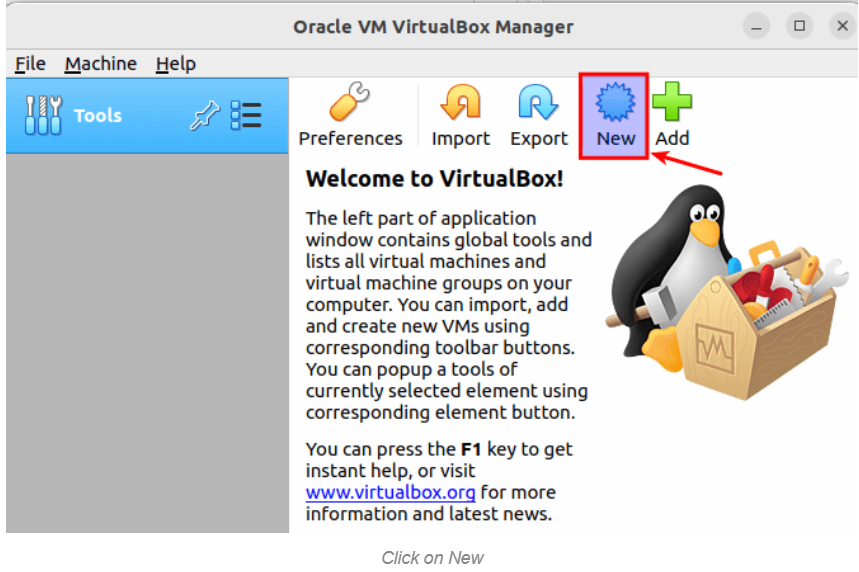 Oracle VM VirtualBox Manager
File Machine Help
Tools
Preferences Import Export New Add
Welcome to VirtualBox!
The left part of application
window contains global tools and
lists all virtual machines and
virtual machine groups on your
computer. You can import, add
and create new VMs using
corresponding toolbar buttons.
You can popup a tools of
currently selected element using
corresponding element button.
You can press the F1 key to get
instant help, or visit
www.virtualbox.org for more
information and latest news.
Click on New